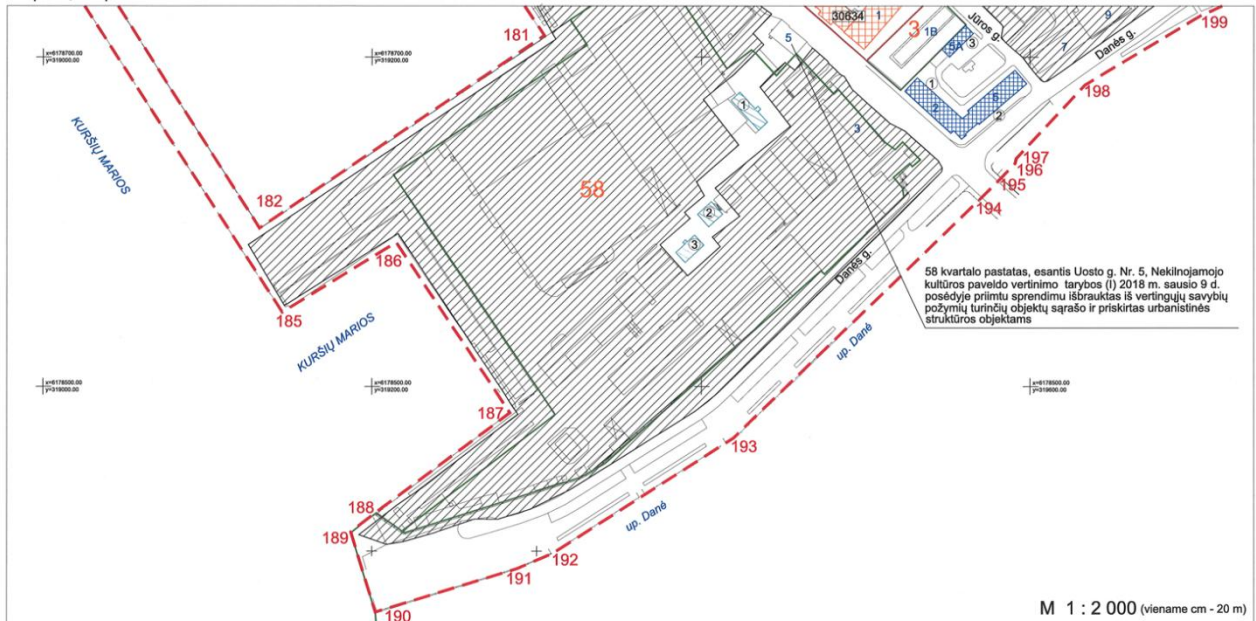 181
30634
1
3
1B
Jūros g.
5A
3
9
7
Danės g.
199
198
x=6178700.00
y=319000.00
x=6178700.00
y=319200.00
5
1
2
5
2
3
1
197
196
195
194
KURŠIŲ MARIOS
58
182
2
3
Danės g.
186
185
KURŠIŲ MARIOS
58 kvartalo pastatas, esantis Uosto g. Nr. 5, Nekilnojamojo
kultūros paveldo vertinimo tarybos (I) 2018 m. sausio 9 d.
posėdyje priimtu sprendimu išbrauktas iš vertingųjų savybių
požymių turinčių objektų sąrašo ir priskirtas urbanistinės
struktūros objektams
up. Danė
x=6178500.00
y=319000.00
x=6178500.00
y=319200.00
x=6178500.00
y=319600.00
187
193
188
189
up. Danė
192
191
190
M 1 : 2 000 (viename cm - 20 m)